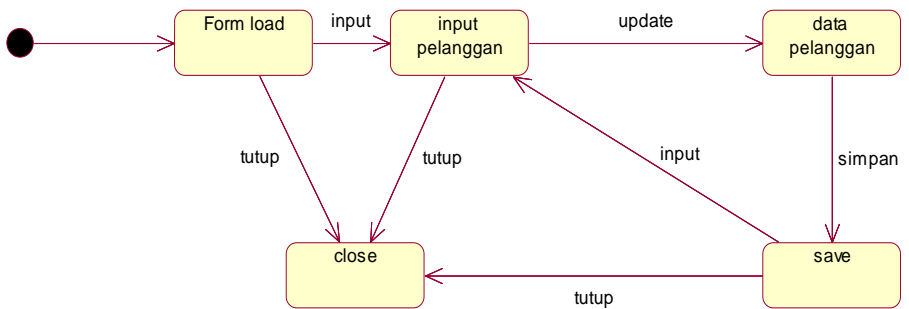 Form load
input
input
pelanggan
update
data
pelanggan
tutup
tutup
input
simpan
close
save
tutup